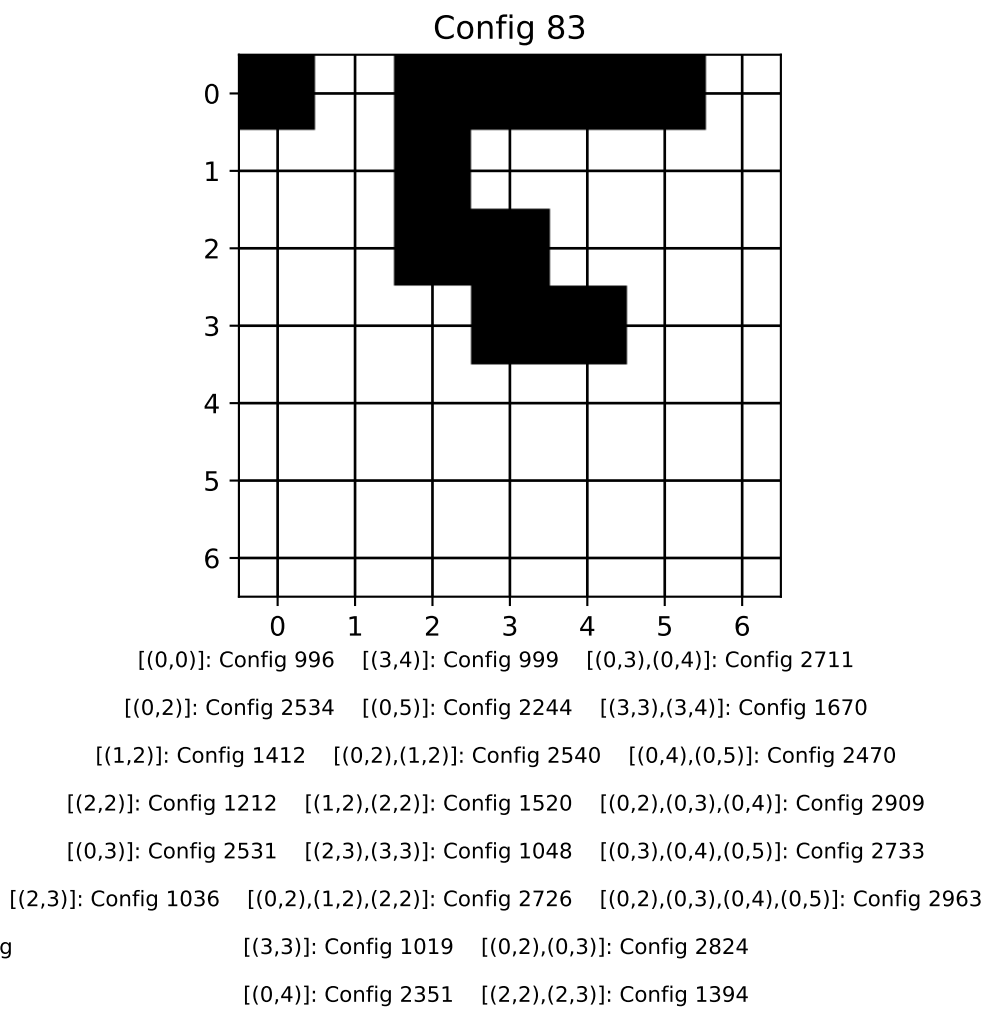 Config 83
0
1
2
3
4
5
6
0 1 2 3 4 5 6
[(0,0)]: Config 996 [(3,4)]: Config 999 [(0,3),(0,4)]: Config 2711
[(0,2)]: Config 2534 [(0,5)]: Config 2244 [(3,3),(3,4)]: Config 1670
[(1,2)]: Config 1412 [(0,2),(1,2)]: Config 2540 [(0,4),(0,5)]: Config 2470
[(2,2)]: Config 1212 [(1,2),(2,2)]: Config 1520 [(0,2),(0,3),(0,4)]: Config 2909
[(0,3)]: Config 2531 [(2,3),(3,3)]: Config 1048 [(0,3),(0,4),(0,5)]: Config 2733
[(2,3)]: Config 1036 [(0,2),(1,2),(2,2)]: Config 2726 [(0,2),(0,3),(0,4),(0,5)]: Config 2963
g [(3,3)]: Config 1019 [(0,2),(0,3)]: Config 2824
[(0,4)]: Config 2351 [(2,2),(2,3)]: Config 1394